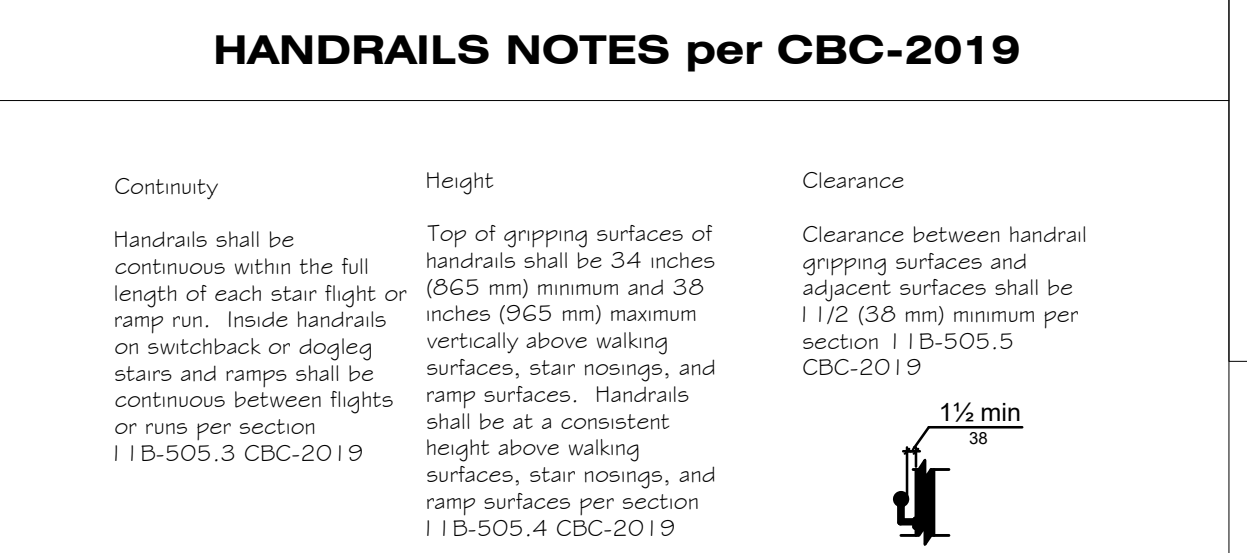 HANDRAILS NOTES per CBC-2019
Continuity
Handrails shall be
continuous within the full
length of each stair flight or
ramp run.  Inside handrails
on switchback or dogleg
stairs and ramps shall be
continuous between flights
or runs per section
11B-505.3 CBC-2019
Height
Top of gripping surfaces of
handrails shall be 34 inches
(865 mm) minimum and 38
inches (965 mm) maximum
vertically above walking
surfaces, stair nosings, and
ramp surfaces.  Handrails
shall be at a consistent
height above walking
surfaces, stair nosings, and
ramp surfaces per section
11B-505.4 CBC-2019
Clearance
Clearance between handrail
gripping surfaces and
adjacent surfaces shall be
1 1/2 (38 mm) minimum per
section 11B-505.5
CBC-2019
1½ min
38